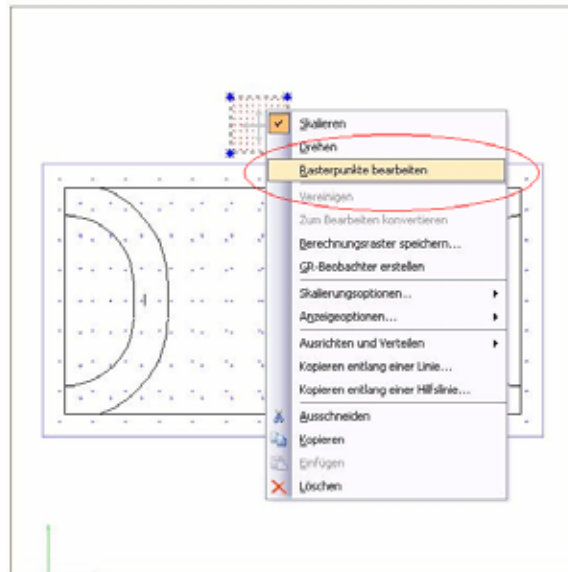 Skalieren
Drehen
Rasterpunkte bearbeiten
Vereinigen
Zum Bearbeiten konvertieren
Berechnungsraster speichern...
GR-Beobachter erstellen
Skalierungsoptionen...
Anzeigeoptionen...
Ausrichten und Verteilen
Kopieren entlang einer Linie...
Kopieren entlang einer Hilfslinie...
Ausschneiden
Kopieren
Einfügen
Löschen